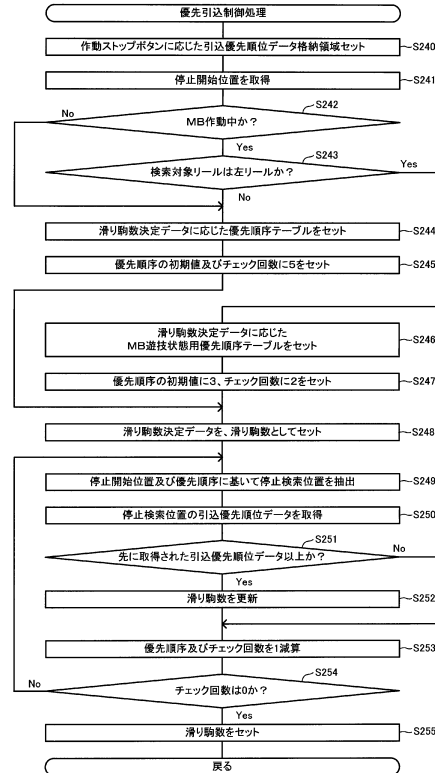 優先引込制御処理
作動ストップボタンに応じた引込優先順位データ格納領域セット
S240
停止開始位置を取得
S241
S242
No
MB作動中か?
Yes
S243
検索対象リールは左リールか?
Yes
No
滑り駒数決定データに応じた優先順序テーブルをセット
S244
優先順序の初期値及びチェック回数に5をセット
S245
滑り駒数決定データに応じた
MB遊技状態用優先順序テーブルをセット
S246
優先順序の初期値に3、チェック回数に2をセット
S247
滑り駒数決定データを、滑り駒数としてセット
S248
停止開始位置及び優先順序に基いて停止検索位置を抽出
S249
停止検索位置の引込優先順位データを取得
S250
S251
先に取得された引込優先順位データ以上か?
No
Yes
滑り駒数を更新
S252
優先順序及びチェック回数を1減算
S253
S254
No
チェック回数は0か?
Yes
滑り駒数をセット
S255
戻る